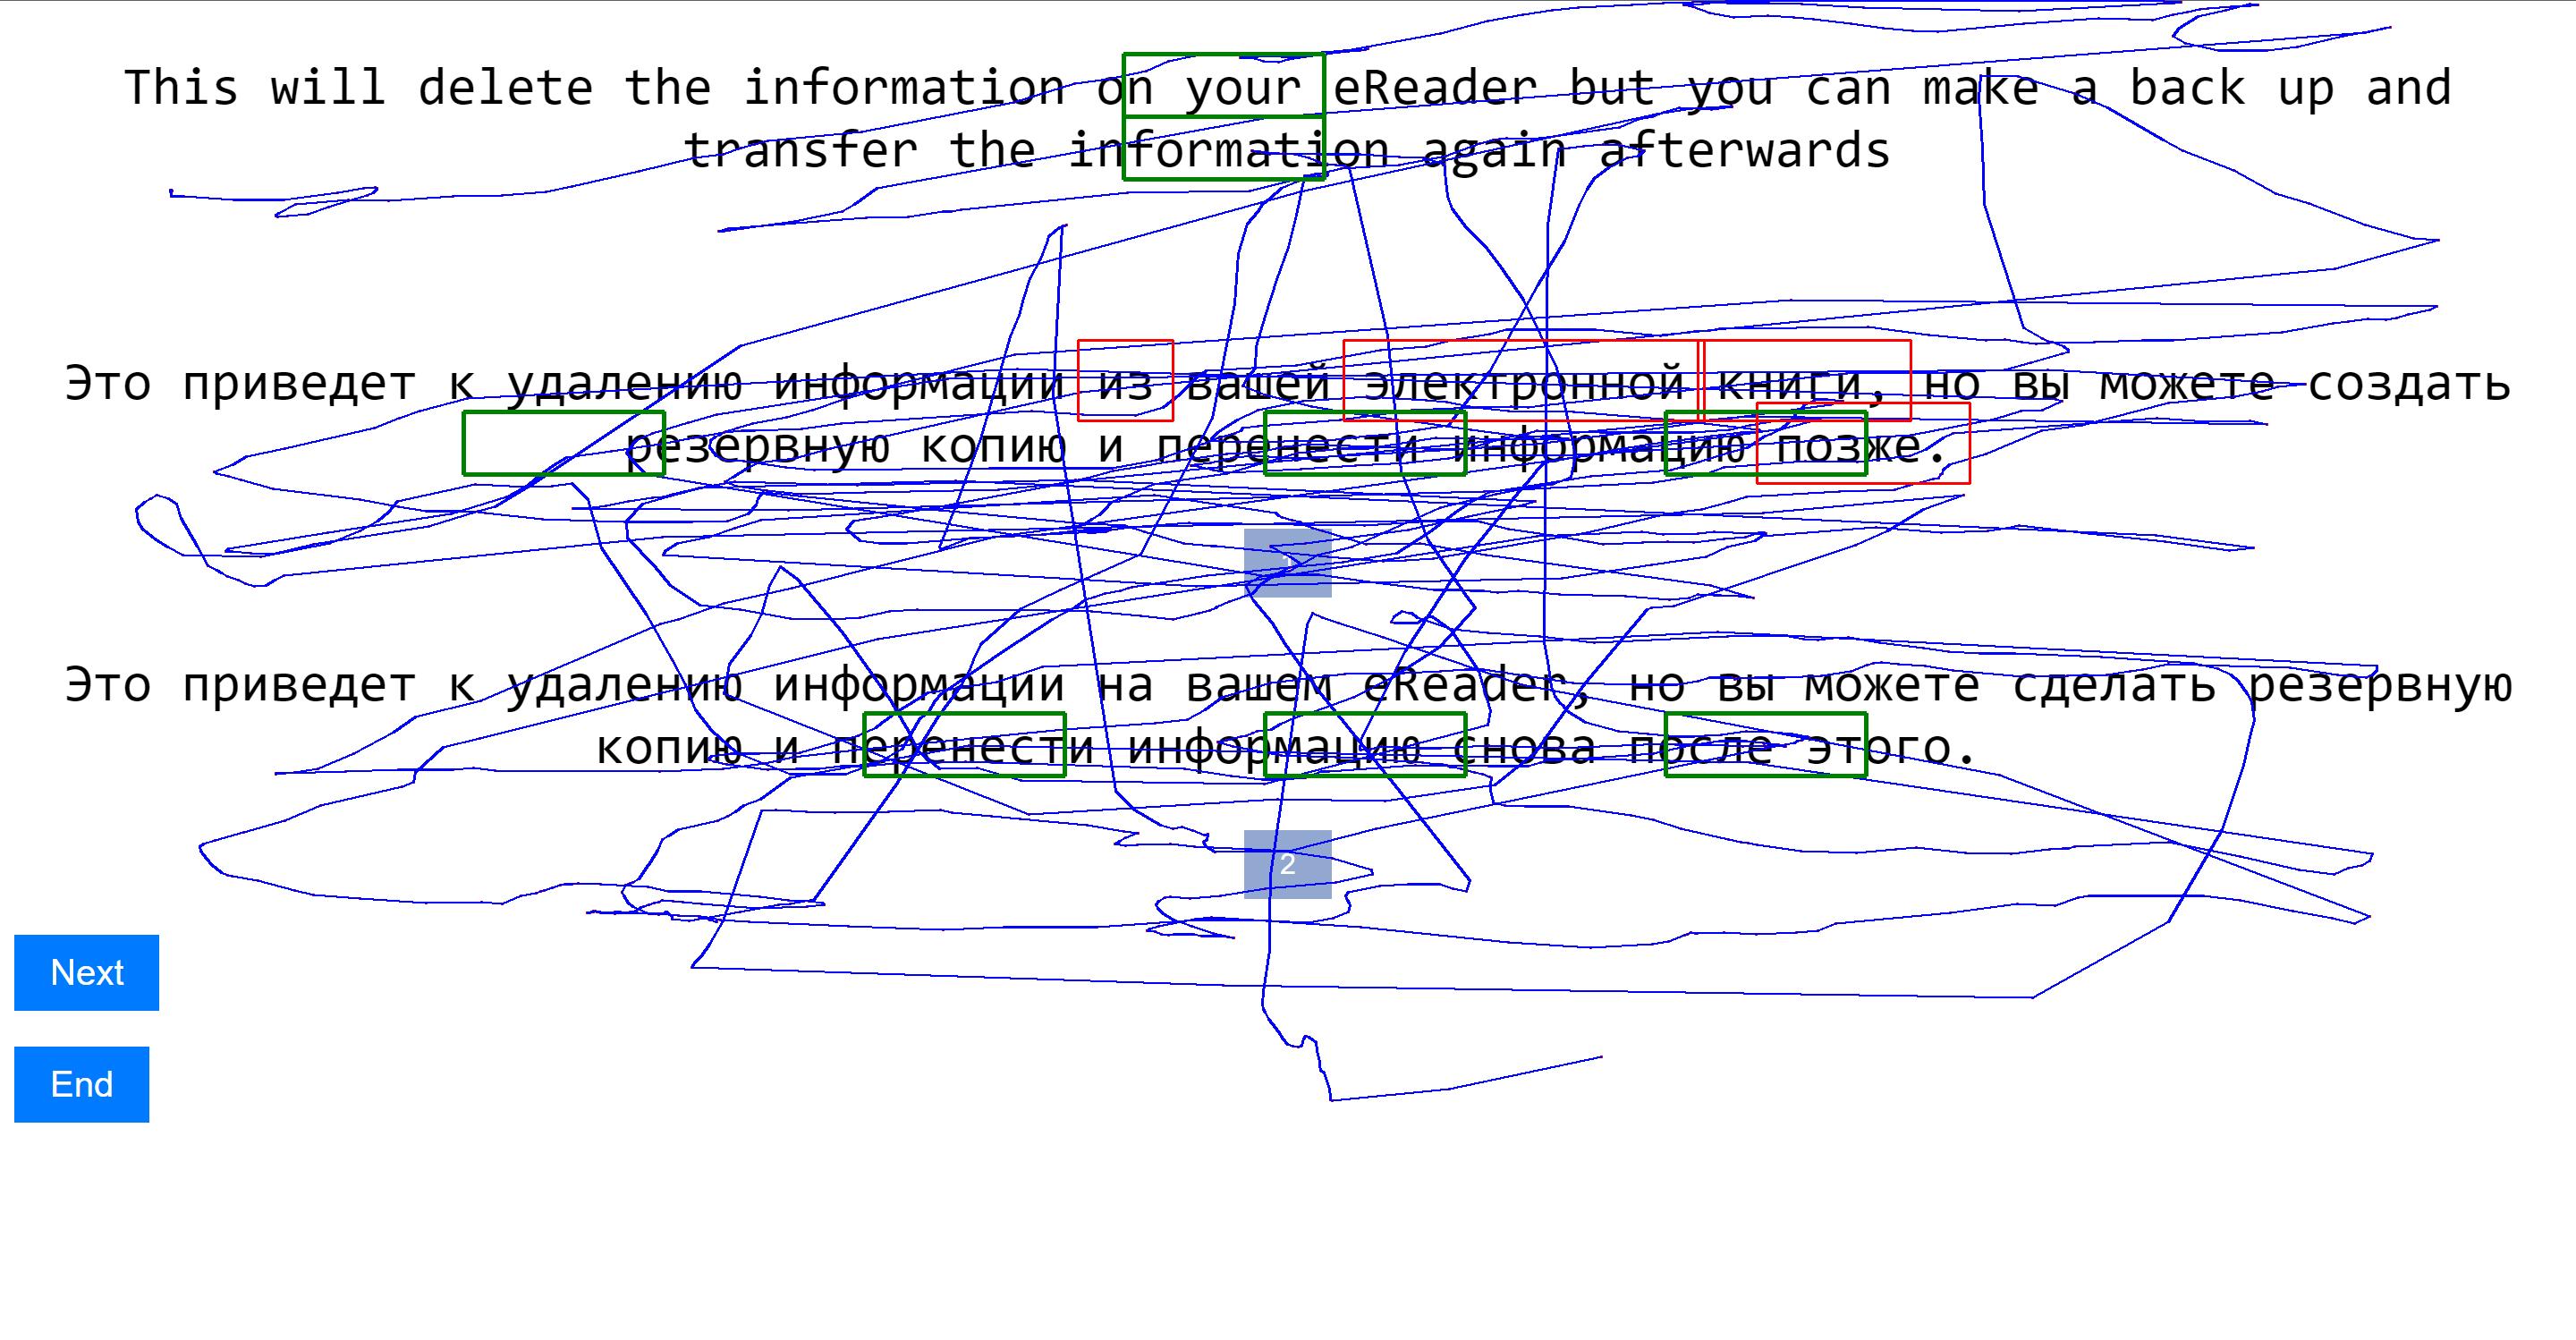 This will delete the information on your eReader but you can make a back up and
transfer the information again afterwards
Это приведет к удалению информации из вашей электронной книги, но вы можете создать
резервную копию и перенести информацию позже.
Это приведет к удалению информации на вашем eReader, но вы можете сделать резервную
копию и перенести информацию снова после этого.
2
Next
End